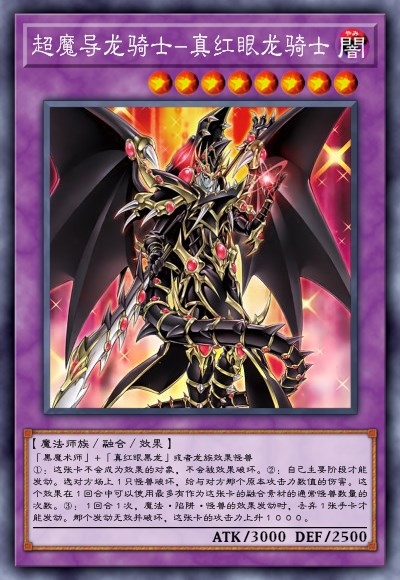 超魔导龙骑士-真红眼龙骑士
闇
やみ
【魔法师族/融合/效果】
「黑魔术师」+「真红眼黑龙」或者龙族效果怪兽
①：这张卡不会成为效果的对象，不会被效果破坏。②：自己主要阶段才能
发动。选对方场上1只怪兽破坏，给与对方那个原本攻击力数值的伤害。这
个效果在1回合中可以使用最多有作为这张卡的融合素材的通常怪兽数量的
次数。③：1回合1次，魔法·陷阱·怪兽的效果发动时，丢弃1张手卡才
能发动。那个发动无效并破坏，这张卡的攻击力上升1000。
ATK/3000 DEF/2500